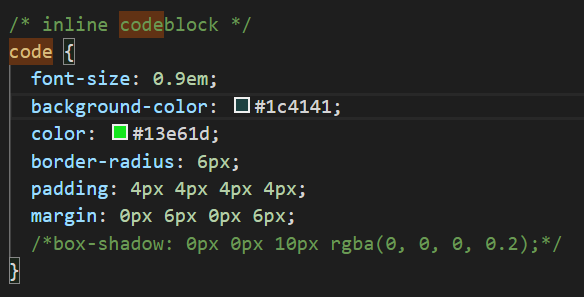 /* inline codeblock */
code {
font-size: 0.9em;
background-color: #1c4141;
color: #13e61d;
border-radius: 6px;
padding: 4px 4px 4px 4px;
margin: 0px 6px 0px 6px;
/*box-shadow: 0px 0px 10px rgba(0, 0, 0, 0.2);*/
}